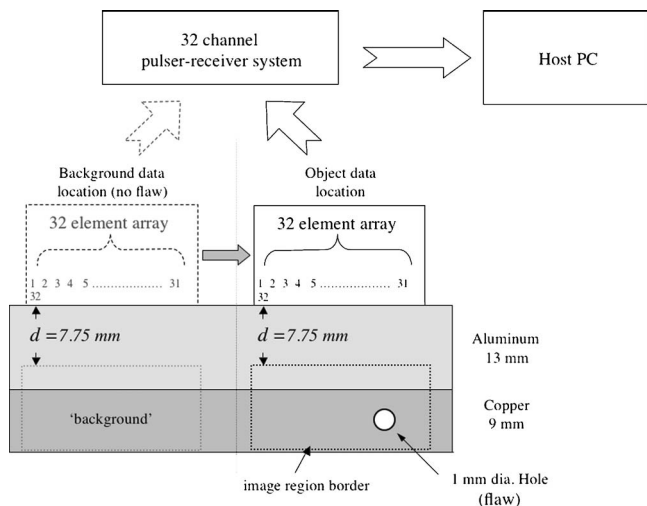 32 channel
pulser-receiver system
Host PC
Background data
location (no flaw)
Object data
location
32 element array
32 element array
1 2 3 4 5 ........................ 31
32
1 2 3 4 5 ........................ 31
32
d = 7.75 mm
d = 7.75 mm
Aluminum
13 mm
‘background’
Copper
9 mm
image region border
1 mm dia. Hole
(flaw)